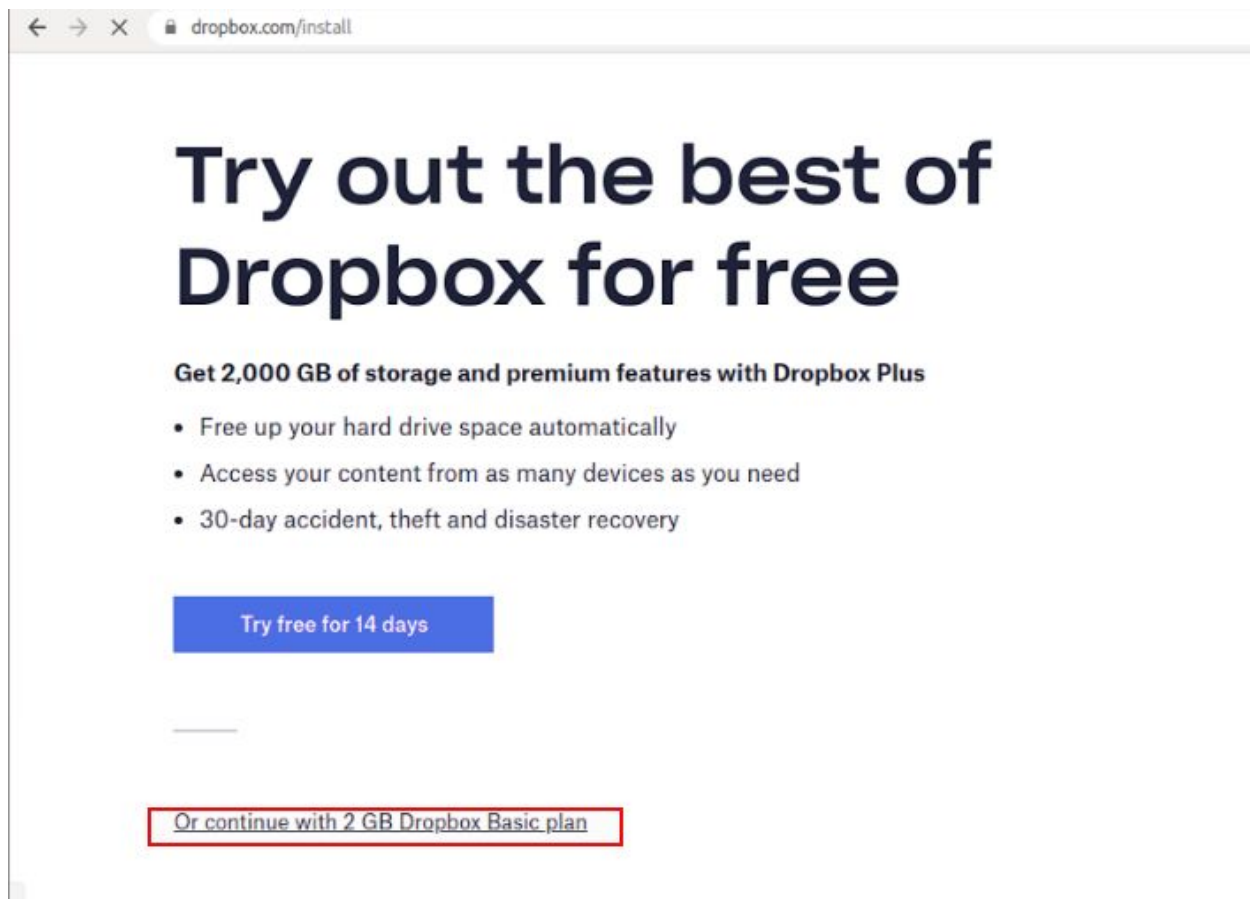 dropbox.com/install
Try out the best of
Dropbox for free
Get 2,000 GB of storage and premium features with Dropbox Plus
• Free up your hard drive space automatically
• Access your content from as many devices as you need
• 30-day accident, theft and disaster recovery
Try free for 14 days
Or continue with 2 GB Dropbox Basic plan